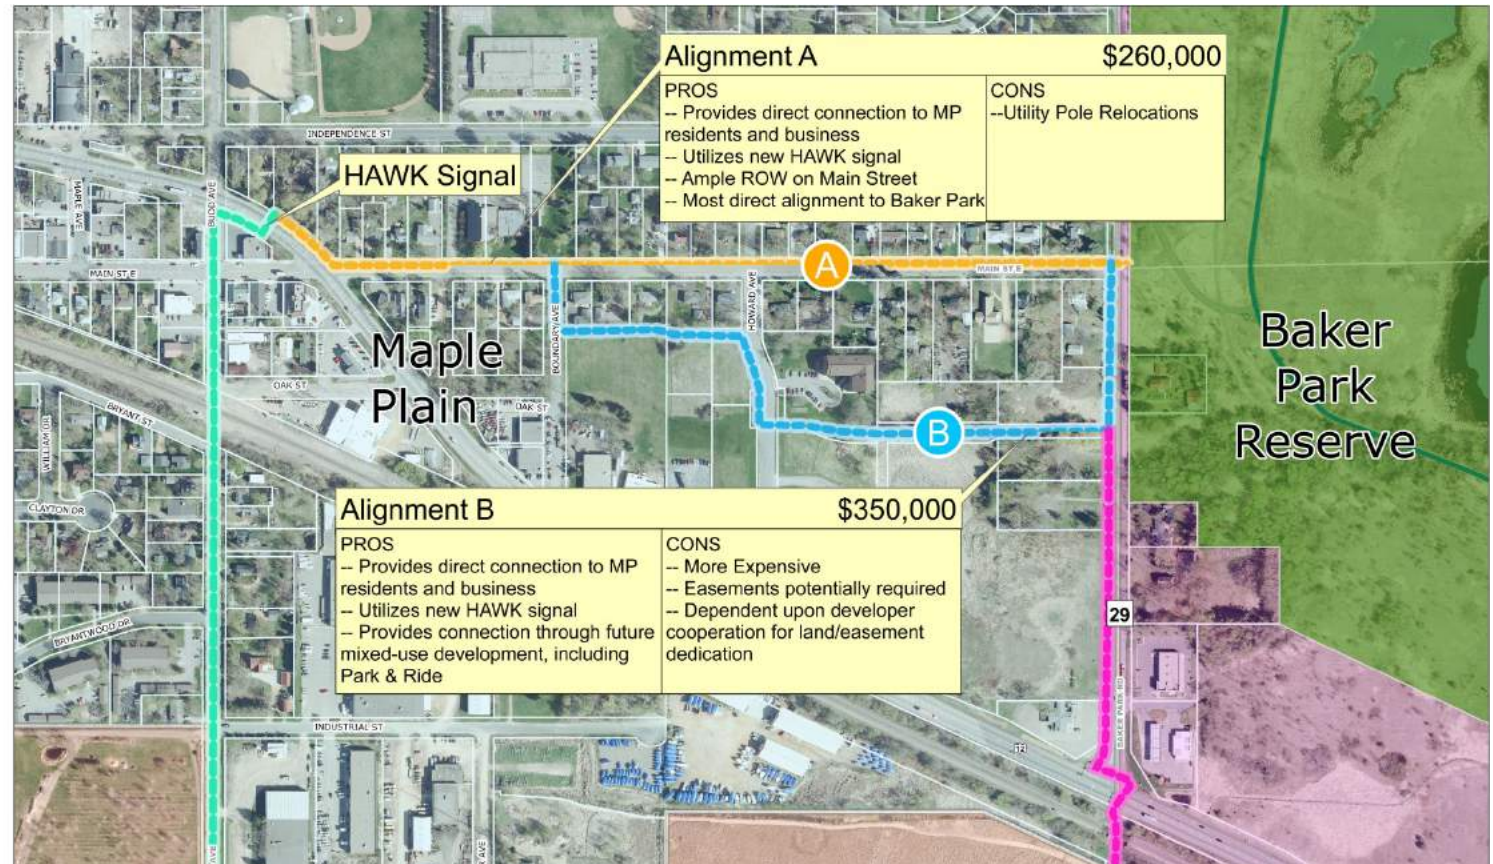 Alignment A $260,000
PROS
-- Provides direct connection to MP
residents and business
-- Utilizes new HAWK signal
-- Ample ROW on Main Street
-- Most direct alignment to Baker Park
CONS
--Utility Pole Relocations
INDEPENDENCE ST
HAWK Signal
MAPLE AVE
BUDD AVE
MAIN ST E
A
MAIN ST E
BOUNDARY AVE
HOWARD AVE
Maple
Plain
Baker
Park
Reserve
OAK ST
OAK ST
BRYANT ST
WILLIAM DR
B
CLAYTON DR
Alignment B $350,000
PROS
-- Provides direct connection to MP
residents and business
-- Utilizes new HAWK signal
-- Provides connection through future
mixed-use development, including
Park & Ride
CONS
-- More Expensive
-- Easements potentially required
-- Dependent upon developer
cooperation for land/easement
dedication
29
BRYANTWOOD DR
BAKER PARK RD
INDUSTRIAL ST
12
AVE
AVE